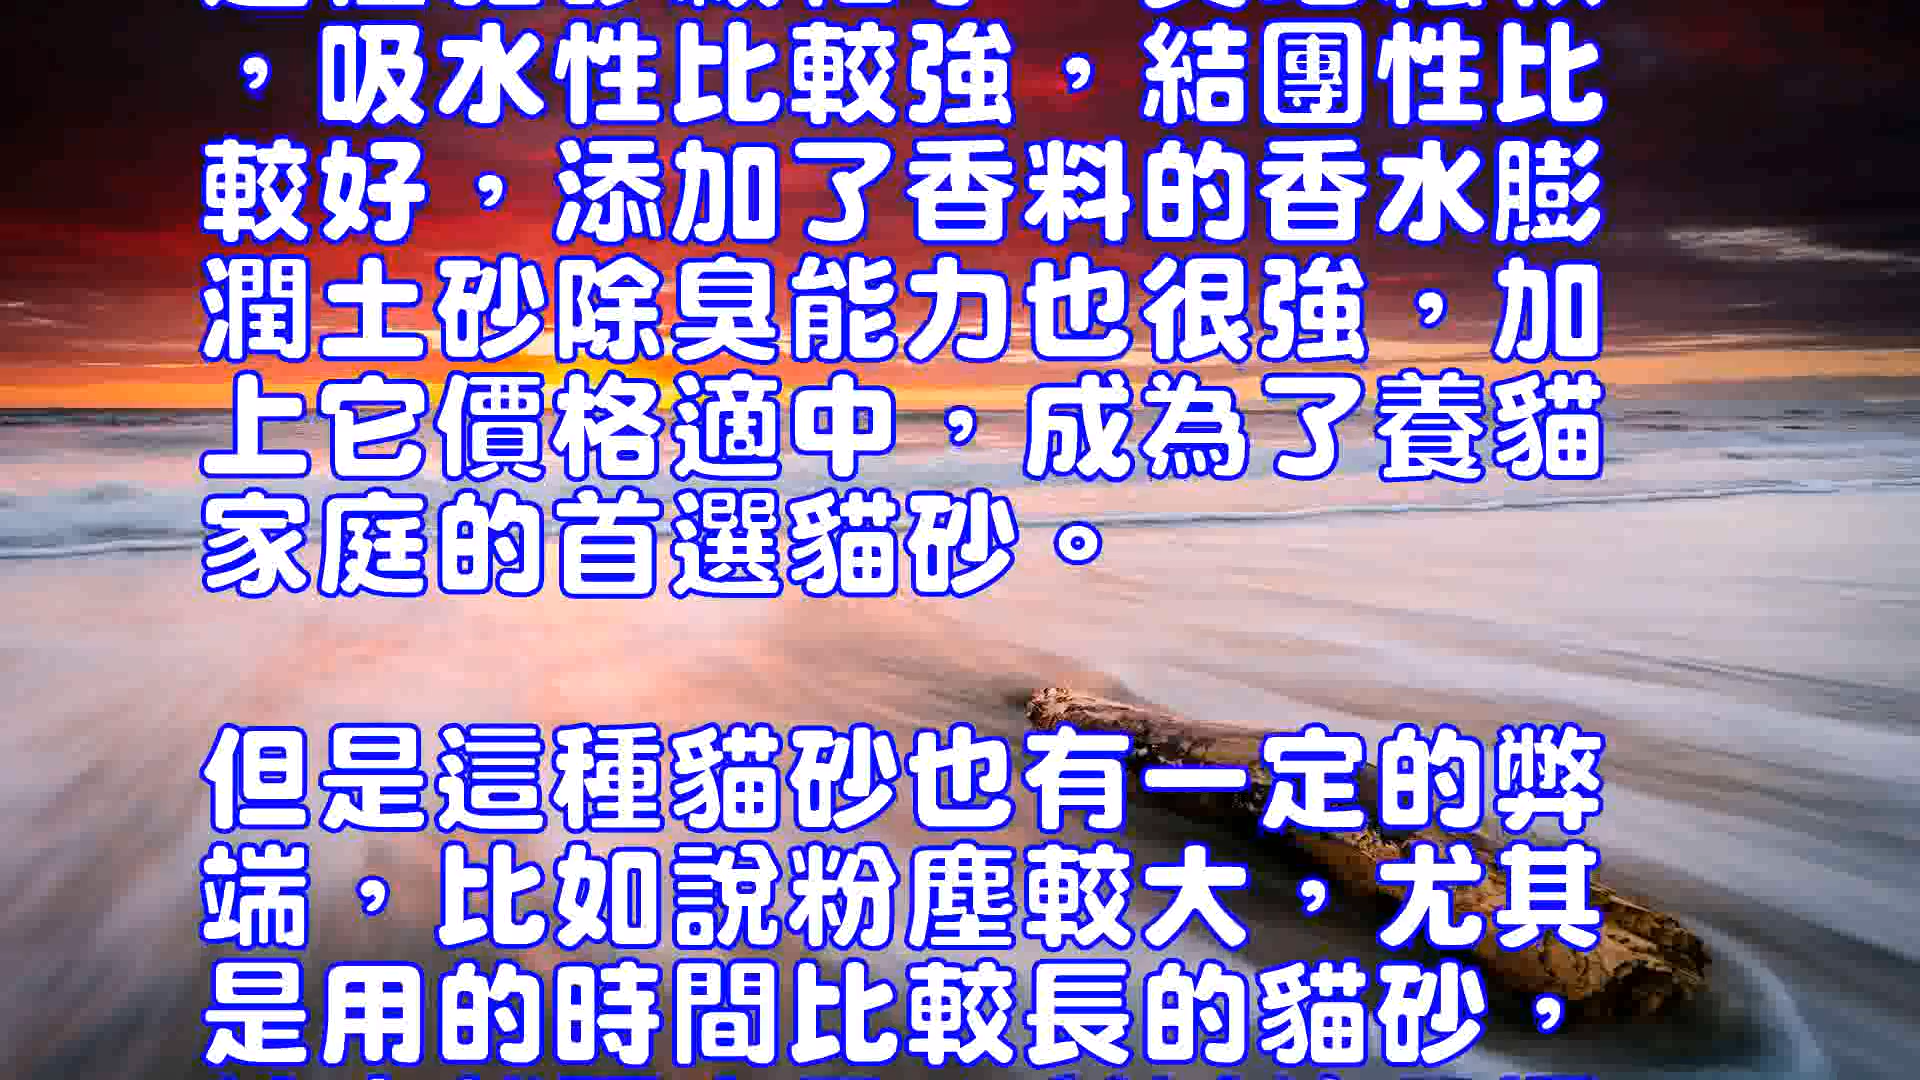 ，吸水性比較強，結團性比
較好，添加了香料的香水膨
潤土砂除臭能力也很強，加
上它價格適中，成為了養貓
家庭的首選貓砂。
但是這種貓砂也有一定的弊
端，比如說粉塵較大，尤其
是用的時間比較長的貓砂，